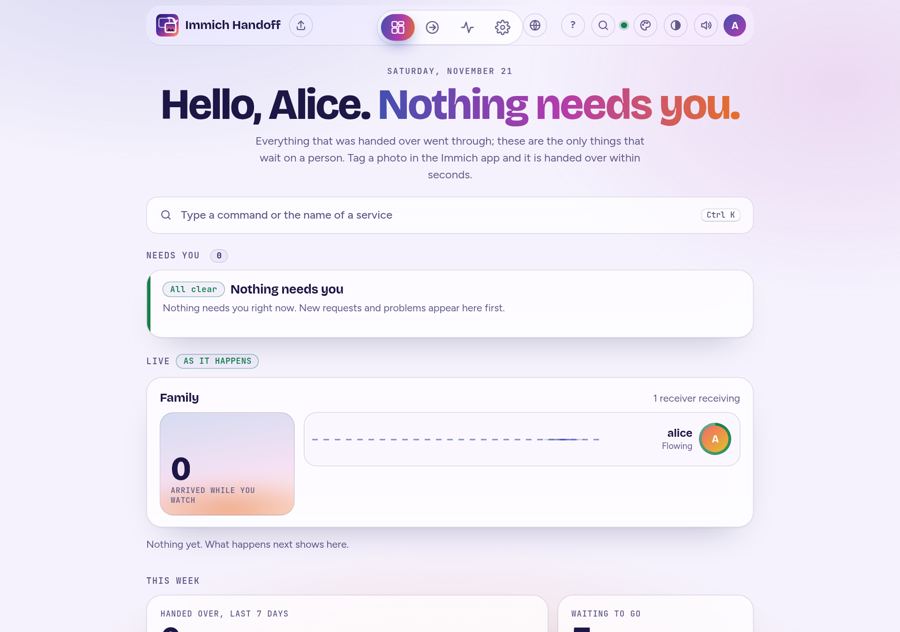 Immich Handoff
?
A
SATURDAY, NOVEMBER 21
Hello, Alice. Nothing needs you.
Everything that was handed over went through; these are the only things that
wait on a person. Tag a photo in the Immich app and it is handed over within
seconds.
Type a command or the name of a service
Ctrl K
NEEDS YOU 0
All clear Nothing needs you
Nothing needs you right now. New requests and problems appear here first.
LIVE AS IT HAPPENS
Family
1 receiver receiving
0
ARRIVED WHILE YOU
WATCH
alice
Flowing
A
Nothing yet. What happens next shows here.
THIS WEEK
HANDED OVER, LAST 7 DAYS
WAITING TO GO